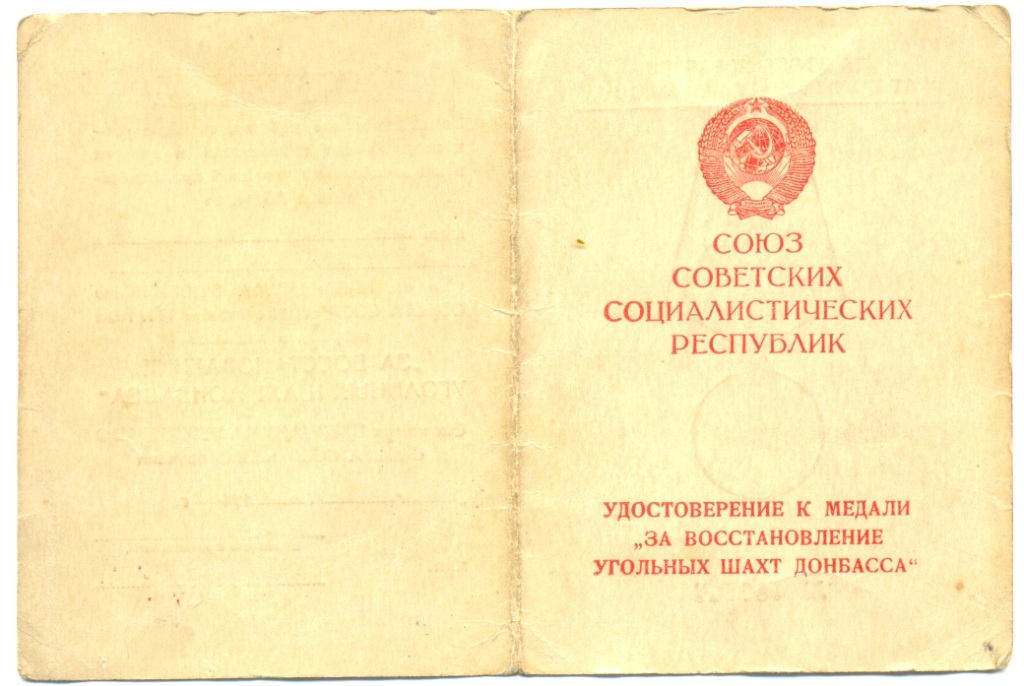 СОЮЗ
СОВЕТСКИХ
СОЦИАЛИСТИЧЕСКИХ
РЕСПУБЛИК
УДОСТОВЕРЕНИЕ К МЕДАЛИ
„ЗА ВОССТАНОВЛЕНИЕ
УГОЛЬНЫХ ШАХТ ДОНБАССА“